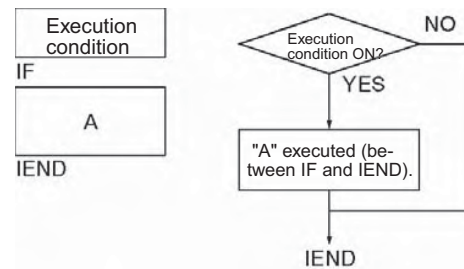 Execution
condition
IF
A
IEND
Execution
condition ON?
NO
YES
"A" executed (be-
tween IF and IEND).
IEND